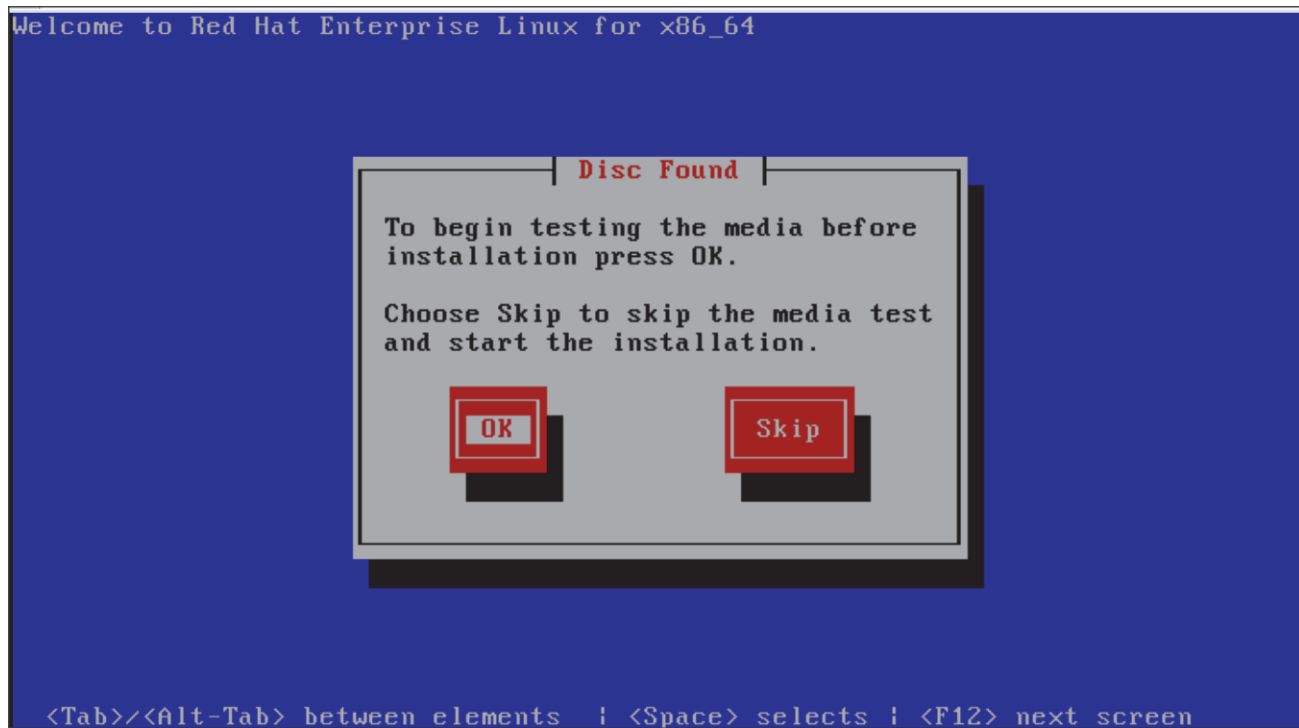 Welcome to Red Hat Enterprise Linux for x86_64
Disc Found
To begin testing the media before
installation press OK.
Choose Skip to skip the media test
and start the installation.
OK Skip
<Tab>/<Alt-Tab> between elements | <Space> selects | <F12> next screen